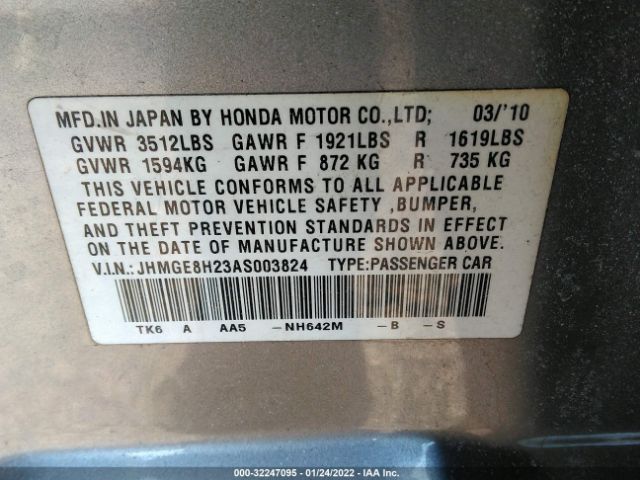 MFD.IN JAPAN BY HONDA MOTOR CO.,LTD; 03/'10
GVWR 3512LBS GAWR F 1921LBS R 1619LBS
GVWR 1594KG GAWR F 872 KG R 735 KG
THIS VEHICLE CONFORMS TO ALL APPLICABLE
FEDERAL MOTOR VEHICLE SAFETY ,BUMPER,
AND THEFT PREVENTION STANDARDS IN EFFECT
ON THE DATE OF MANUFACTURE SHOWN ABOVE.
V.I.N.:JHMGE8H23AS003824 TYPE:PASSENGER CAR
TK6 A AA5 -NH642M -B -S
000-32247095 - 01/24/2022 - IAA Inc.